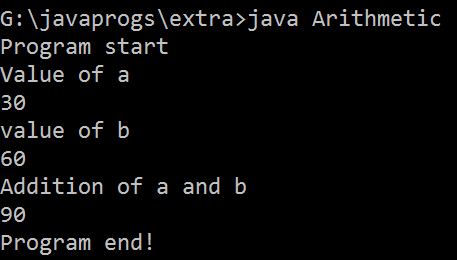 G:\javaprogs\extra>java Arithmetic
Program start
Value of a
30
value of b
60
Addition of a and b
90
Program end!